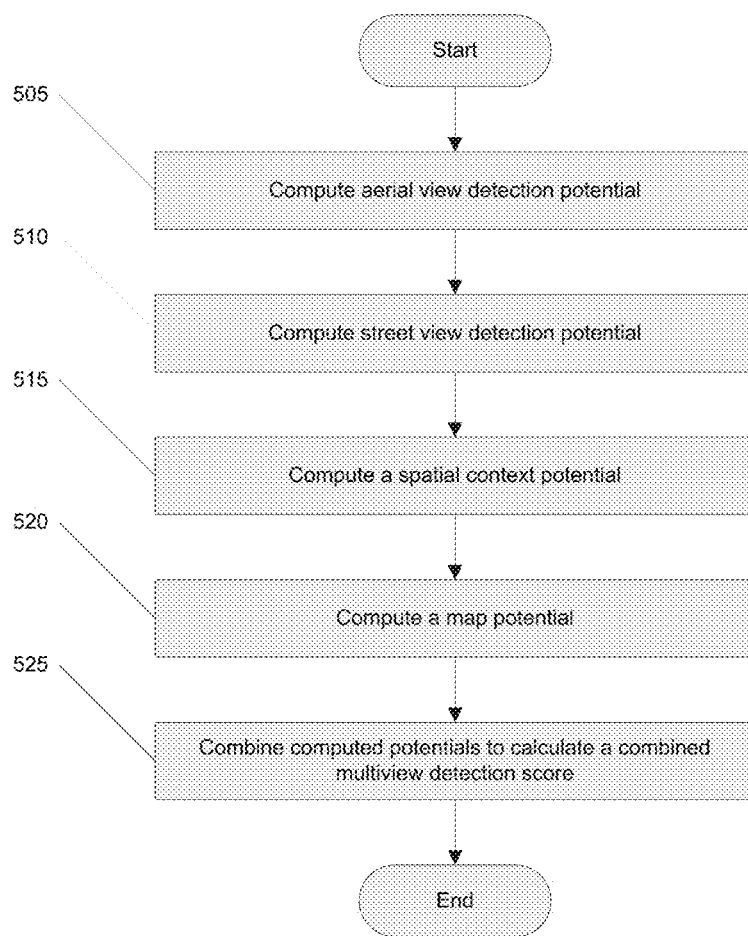 Start
505
Compute aerial view detection potential
510
Compute street view detection potential
515
Compute a spatial context potential
520
Compute a map potential
525
Combine computed potentials to calculate a combined
multiview detection score
End